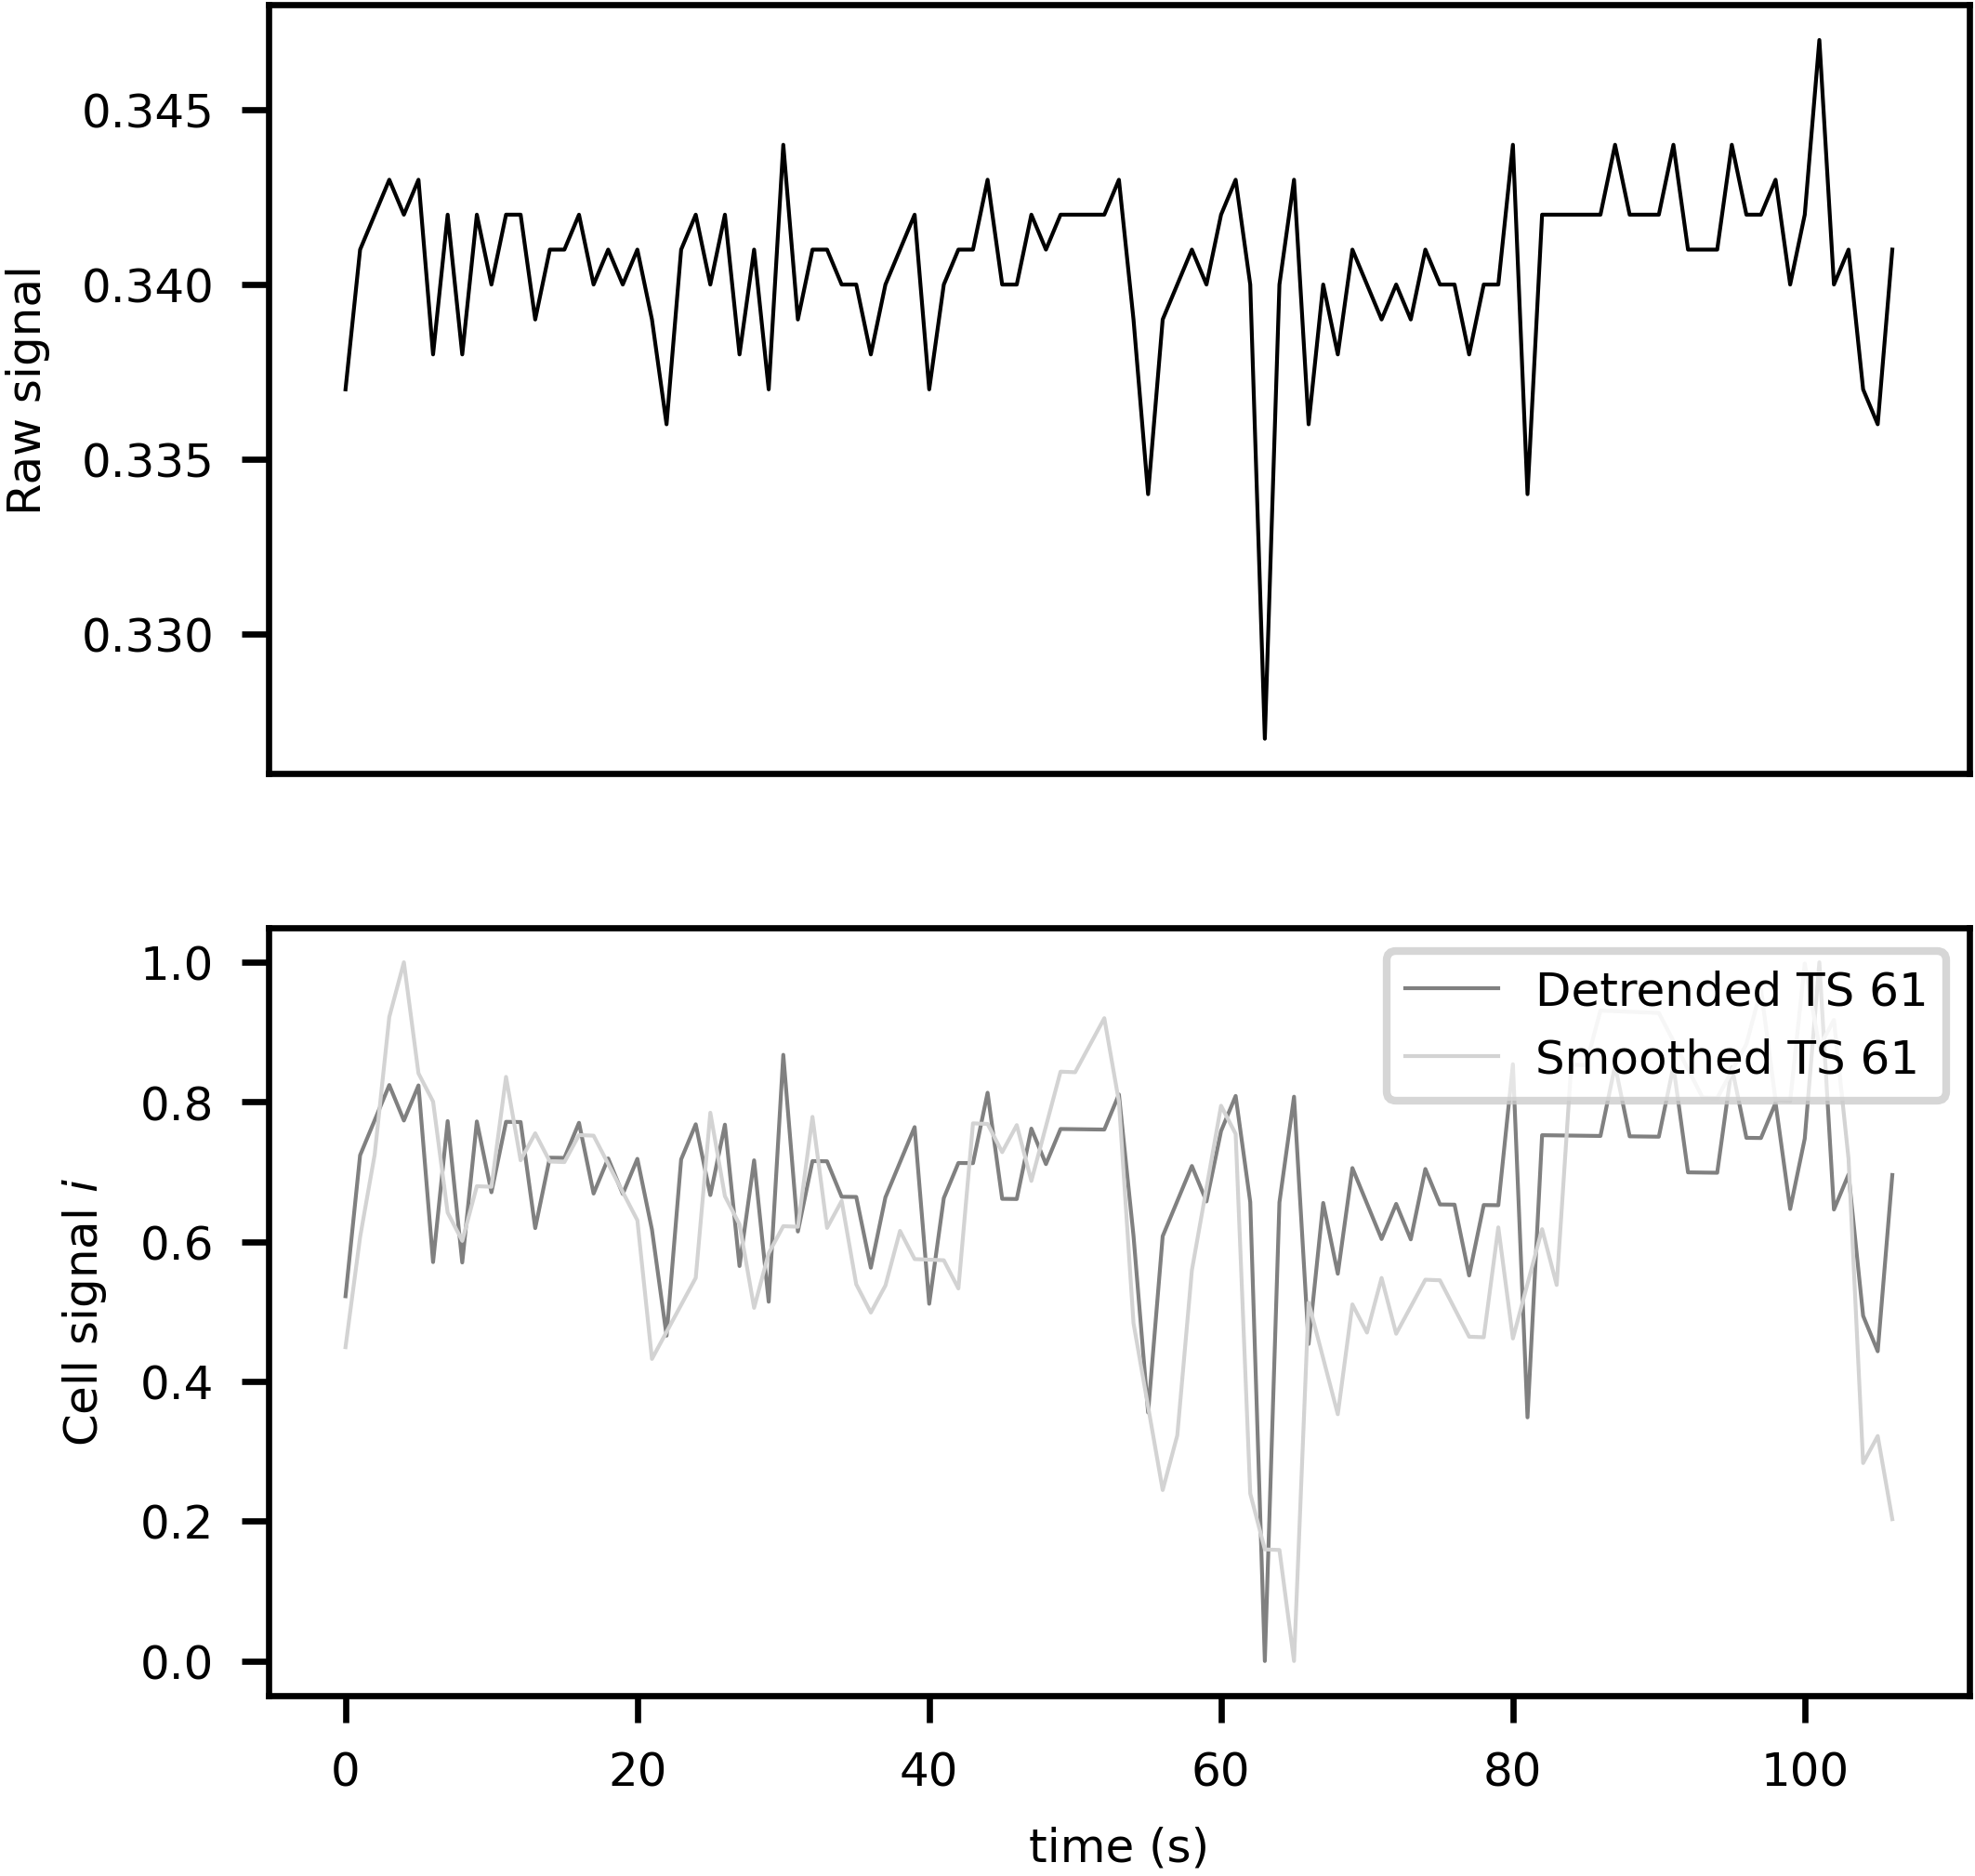 Raw signal
0.345
0.340
0.335
0.330
Cell signal i
1.0
0.8
0.6
0.4
0.2
0.0
Detrended TS 61
Smoothed TS 61
0 20 40 60 80 100
time (s)